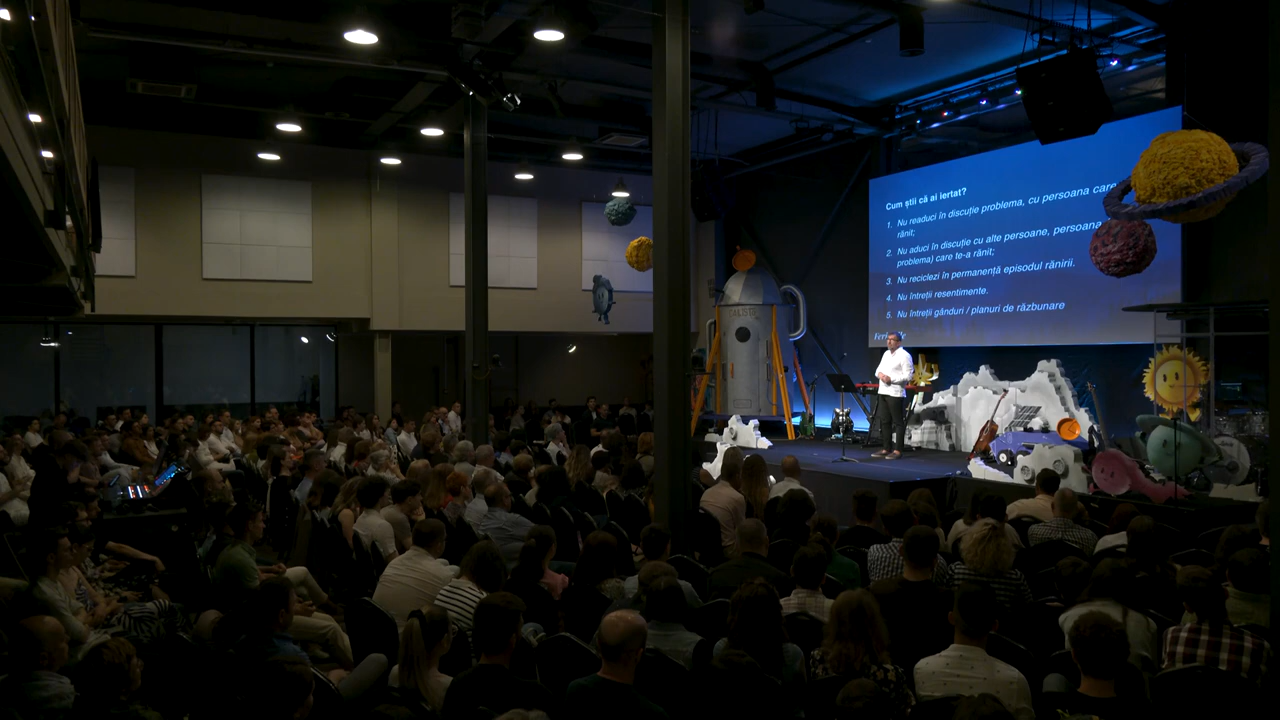 Cum știi că ai iertat?
1. Nu readuci în discuție problema, cu persoana care
rănit;
2. Nu aduci în discuție cu alte persoane, persoana
problema) care te-a rănit;
3. Nu reciclezi în permanență episodul rănirii.
4. Nu întreții resentimente.
5. Nu întreții gânduri / planuri de răzbunare